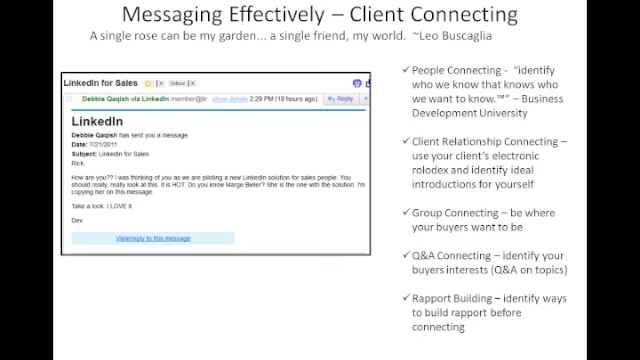 Messaging Effectively – Client Connecting
A single rose can be my garden... a single friend, my world.  ~Leo Buscaglia
LinkedIn for Sales X Inbox X
Debbie Qaqish via LinkedIn member@lir show details 2:29 PM (18 hours ago) Reply
LinkedIn
Debbie Qaqish has sent you a message.
Date: 7/21/2011
Subject: LinkedIn for Sales
Rick,
How are you?? I was thinking of you as we are piloting a new LinkedIn solution for sales people. You
should really, really look at this. It is HOT. Do you know Marge Bieler? She is the one with the solution. I'm
copying her on this message.
Take a look. I LOVE it.
Dev
View/reply to this message
✓ People Connecting -  “identify
who we know that knows who
we want to know.™” – Business
Development University
✓ Client Relationship Connecting –
use your client’s electronic
rolodex and identify ideal
introductions for yourself
✓ Group Connecting – be where
your buyers want to be
✓ Q&A Connecting – identify your
buyers interests (Q&A on topics)
✓ Rapport Building – identify ways
to build rapport before
connecting